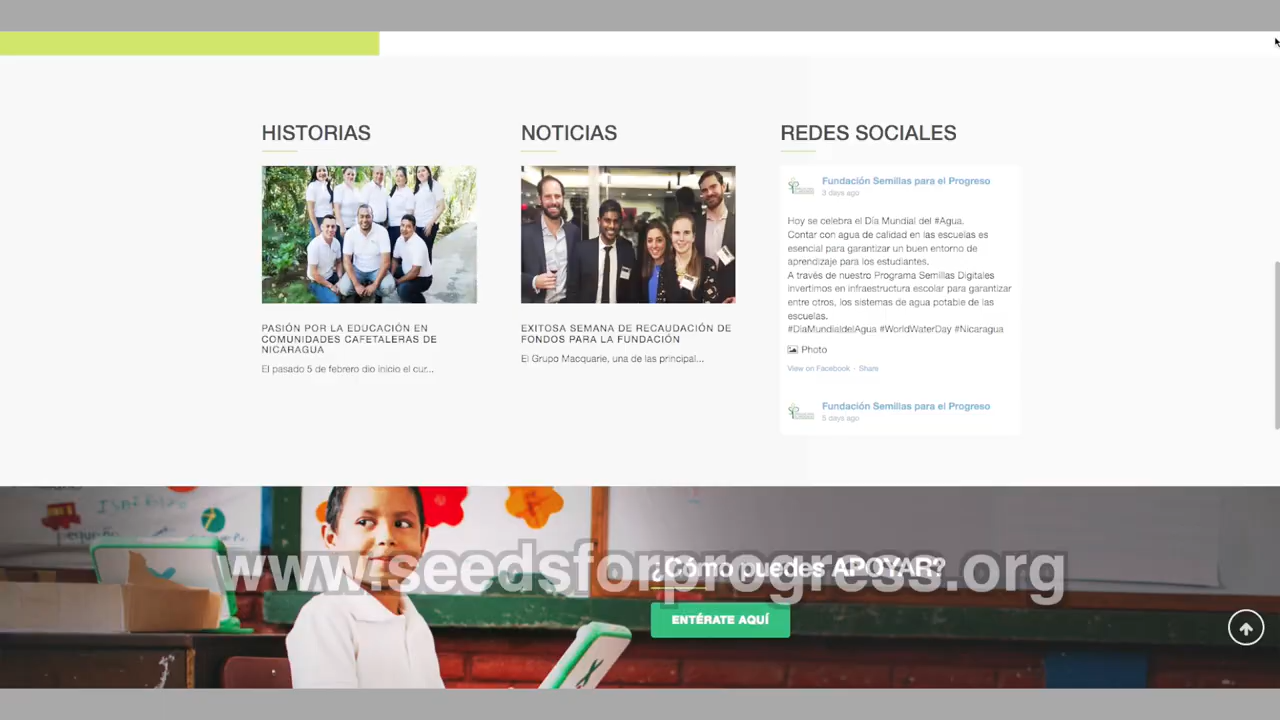 HISTORIAS
PASIÓN POR LA EDUCACIÓN EN
COMUNIDADES CAFETALERAS DE
NICARAGUA
El pasado 5 de febrero dio inicio el cur...
NOTICIAS
EXITOSA SEMANA DE RECAUDACIÓN DE
FONDOS PARA LA FUNDACIÓN
El Grupo Macquarie, una de las principal...
REDES SOCIALES
Fundación Semillas para el Progreso
3 days ago
Hoy se celebra el Día Mundial del #Agua.
Contar con agua de calidad en las escuelas es
esencial para garantizar un buen entorno de
aprendizaje para los estudiantes.
A través de nuestro Programa Semillas Digitales
invertimos en infraestructura escolar para garantizar
entre otros, los sistemas de agua potable de las
escuelas.
#DíaMundialdelAgua #WorldWaterDay #Nicaragua
Photo
View on Facebook · Share
Fundación Semillas para el Progreso
5 days ago
¿Cómo puedes APOYAR?
www.seedsforprogress.org
ENTÉRATE AQUÍ